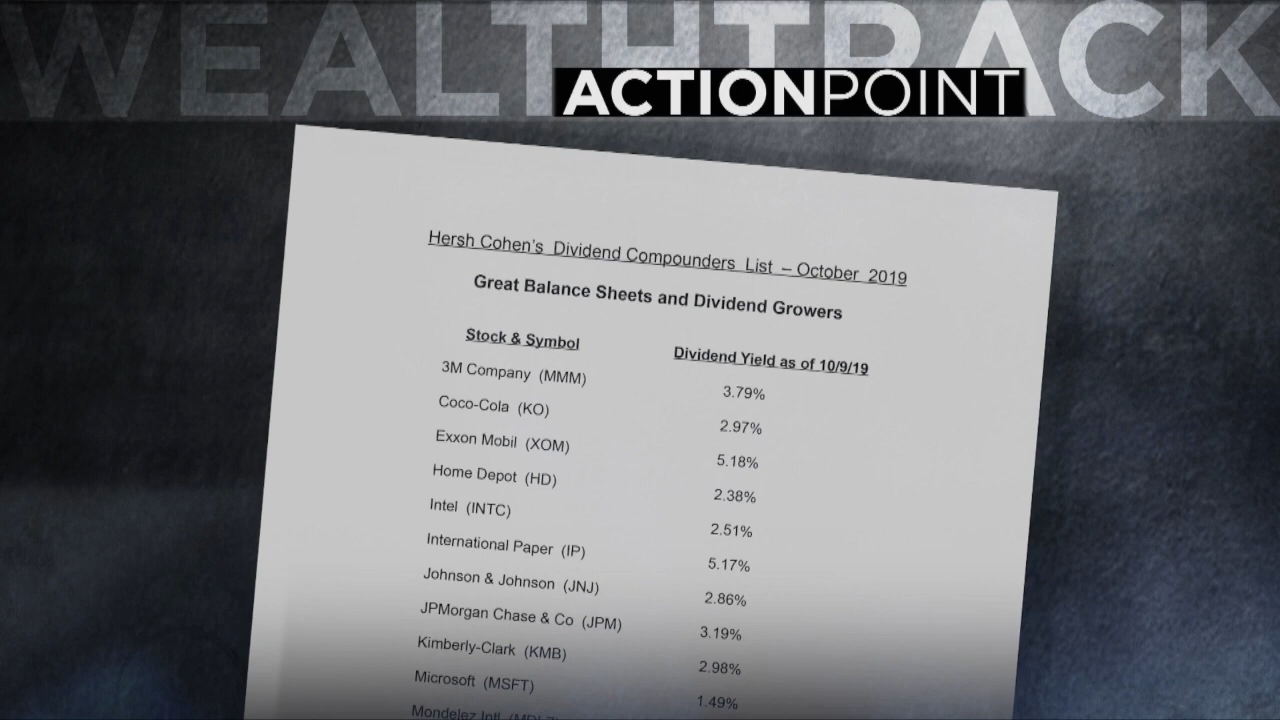 WEALTHTRACK
ACTIONPOINT
Hersh Cohen's Dividend Compounders List – October 2019
Great Balance Sheets and Dividend Growers
Stock & Symbol Dividend Yield as of 10/9/19
3M Company (MMM) 3.79%
Coco-Cola (KO) 2.97%
Exxon Mobil (XOM) 5.18%
Home Depot (HD) 2.38%
Intel (INTC) 2.51%
International Paper (IP) 5.17%
Johnson & Johnson (JNJ) 2.86%
JPMorgan Chase & Co (JPM) 3.19%
Kimberly-Clark (KMB) 2.98%
Microsoft (MSFT) 1.49%
Mondelez Intl